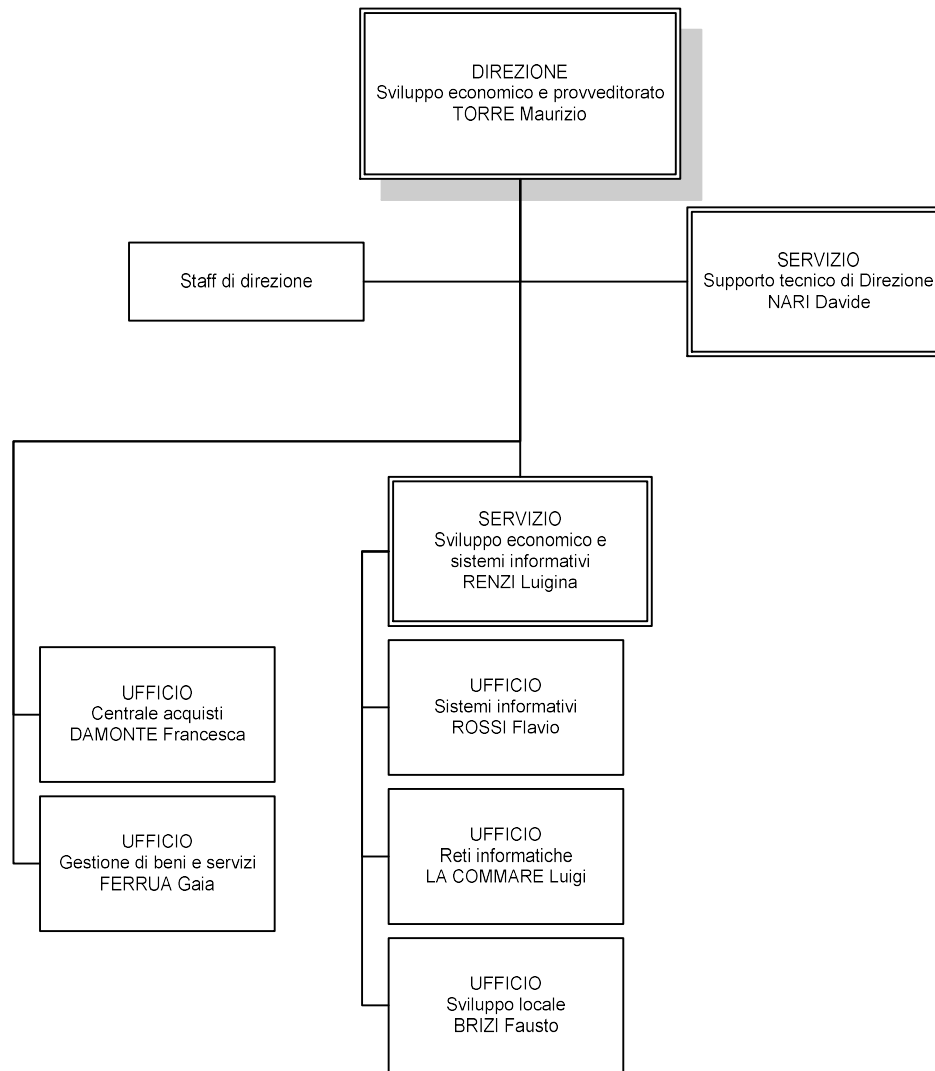 DIREZIONE
Sviluppo economico e provveditorato
TORRE Maurizio
Staff di direzione
SERVIZIO
Supporto tecnico di Direzione
NARI Davide
SERVIZIO
Sviluppo economico e
sistemi informativi
RENZI Luigina
UFFICIO
Centrale acquisti
DAMONTE Francesca
UFFICIO
Gestione di beni e servizi
FERRUA Gaia
UFFICIO
Sistemi informativi
ROSSI Flavio
UFFICIO
Reti informatiche
LA COMMARE Luigi
UFFICIO
Sviluppo locale
BRIZI Fausto